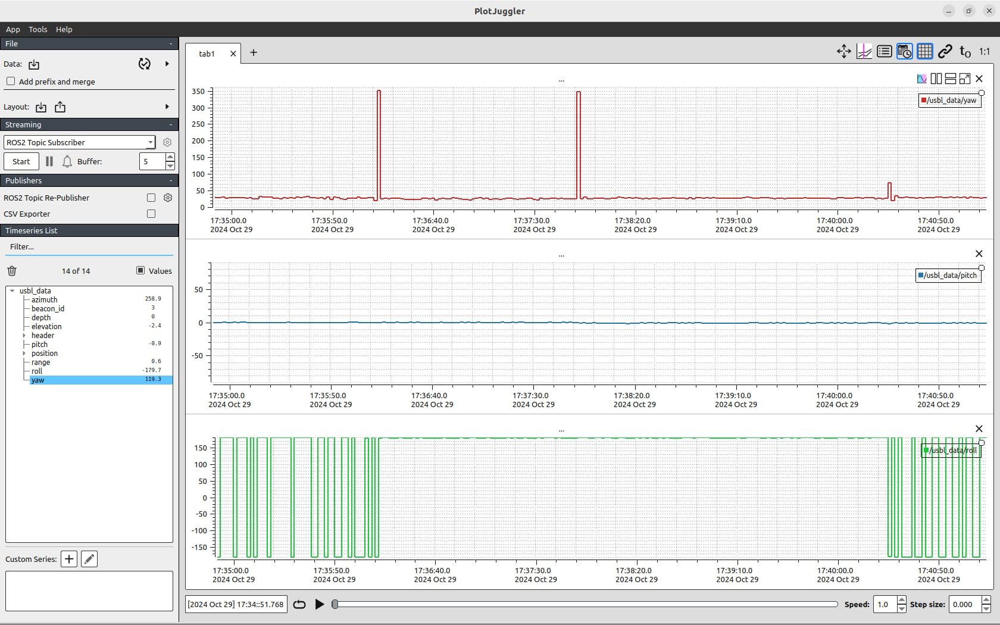 PlotJuggler
App Tools Help
File -
Data:
Add prefix and merge
Layout:
Streaming -
ROS2 Topic Subscriber
Start Buffer: 5
Publishers -
ROS2 Topic Re-Publisher
CSV Exporter
Timeseries List
Filter...
14 of 14 Values
usbl_data
azimuth 258.9
beacon_id 3
depth 0
elevation -2.4
header
pitch -0.9
position
range 0.6
roll -179.7
yaw 119.3
Custom Series:
tab1
t0 1:1
...
/usbl_data/yaw
350
300
250
200
150
100
50
0
17:35:00.0 17:35:50.0 17:36:40.0 17:37:30.0 17:38:20.0 17:39:10.0 17:40:00.0 17:40:50.0
2024 Oct 29 2024 Oct 29 2024 Oct 29 2024 Oct 29 2024 Oct 29 2024 Oct 29 2024 Oct 29 2024 Oct 29
...
/usbl_data/pitch
50
0
-50
17:35:00.0 17:35:50.0 17:36:40.0 17:37:30.0 17:38:20.0 17:39:10.0 17:40:00.0 17:40:50.0
2024 Oct 29 2024 Oct 29 2024 Oct 29 2024 Oct 29 2024 Oct 29 2024 Oct 29 2024 Oct 29 2024 Oct 29
...
/usbl_data/roll
150
100
50
0
-50
-100
-150
17:35:00.0 17:35:50.0 17:36:40.0 17:37:30.0 17:38:20.0 17:39:10.0 17:40:00.0 17:40:50.0
2024 Oct 29 2024 Oct 29 2024 Oct 29 2024 Oct 29 2024 Oct 29 2024 Oct 29 2024 Oct 29 2024 Oct 29
[2024 Oct 29] 17:34::51.768 Speed: 1.0 Step size: 0.000